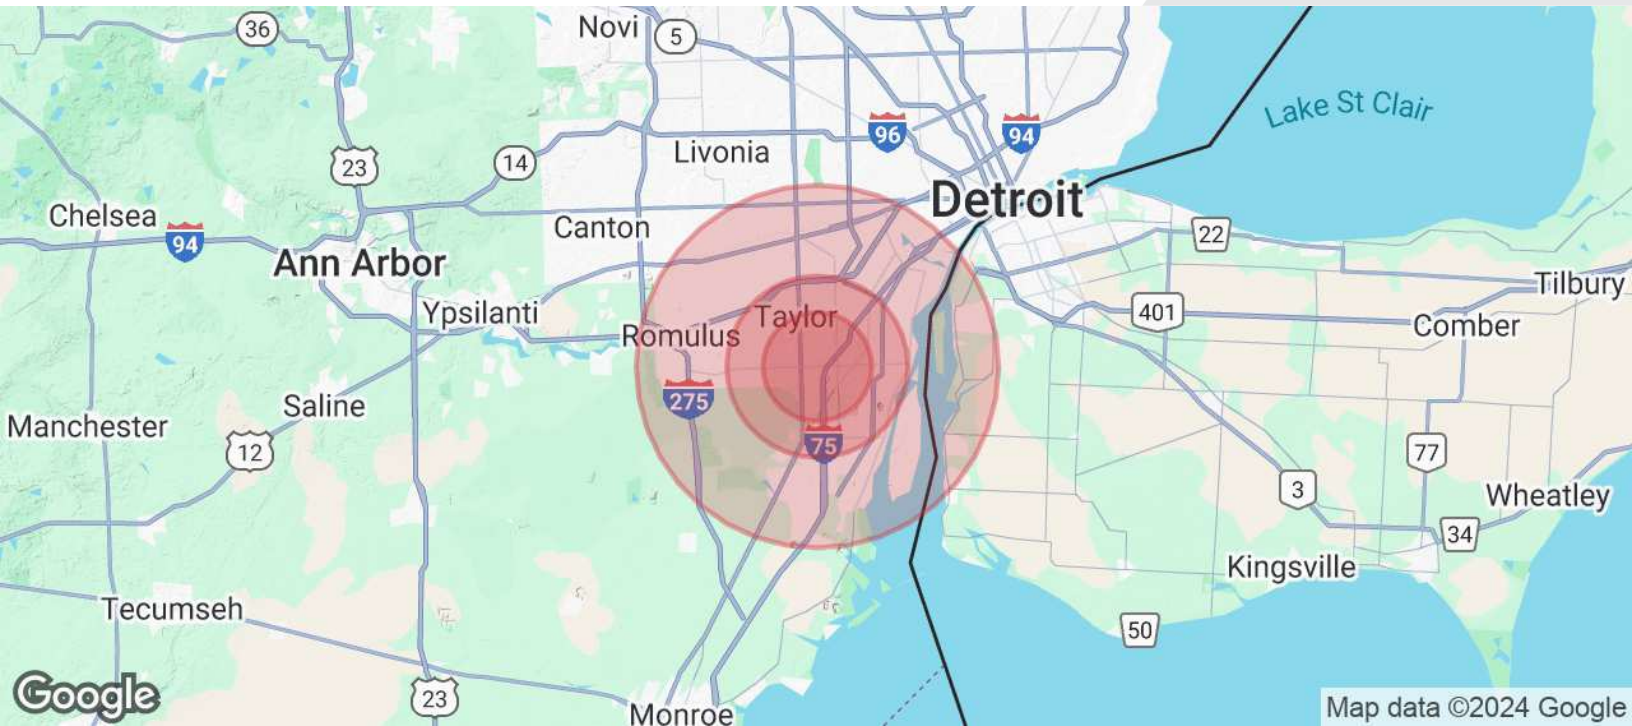 36
Novi
5
Lake St Clair
96
94
Livonia
14
23
Detroit
Chelsea
Canton
94
22
Ann Arbor
Tilbury
Ypsilanti
Taylor
401
Comber
Romulus
275
Saline
Manchester
12
75
77
3
Wheatley
34
Kingsville
Tecumseh
50
23
Google
Monroe
Map data ©2024 Google